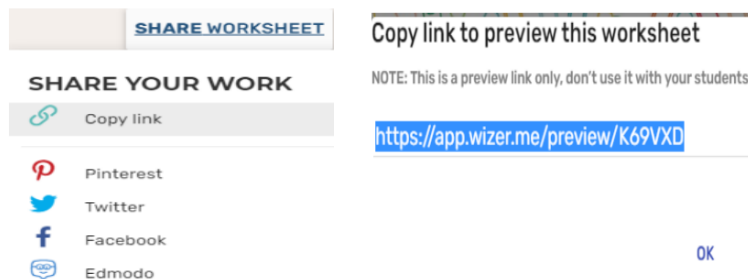 SHARE WORKSHEET
SHARE YOUR WORK
Copy link
Pinterest
Twitter
Facebook
Edmodo
Copy link to preview this worksheet
NOTE: This is a preview link only, don't use it with your students
https://app.wizer.me/preview/K69VXD
OK